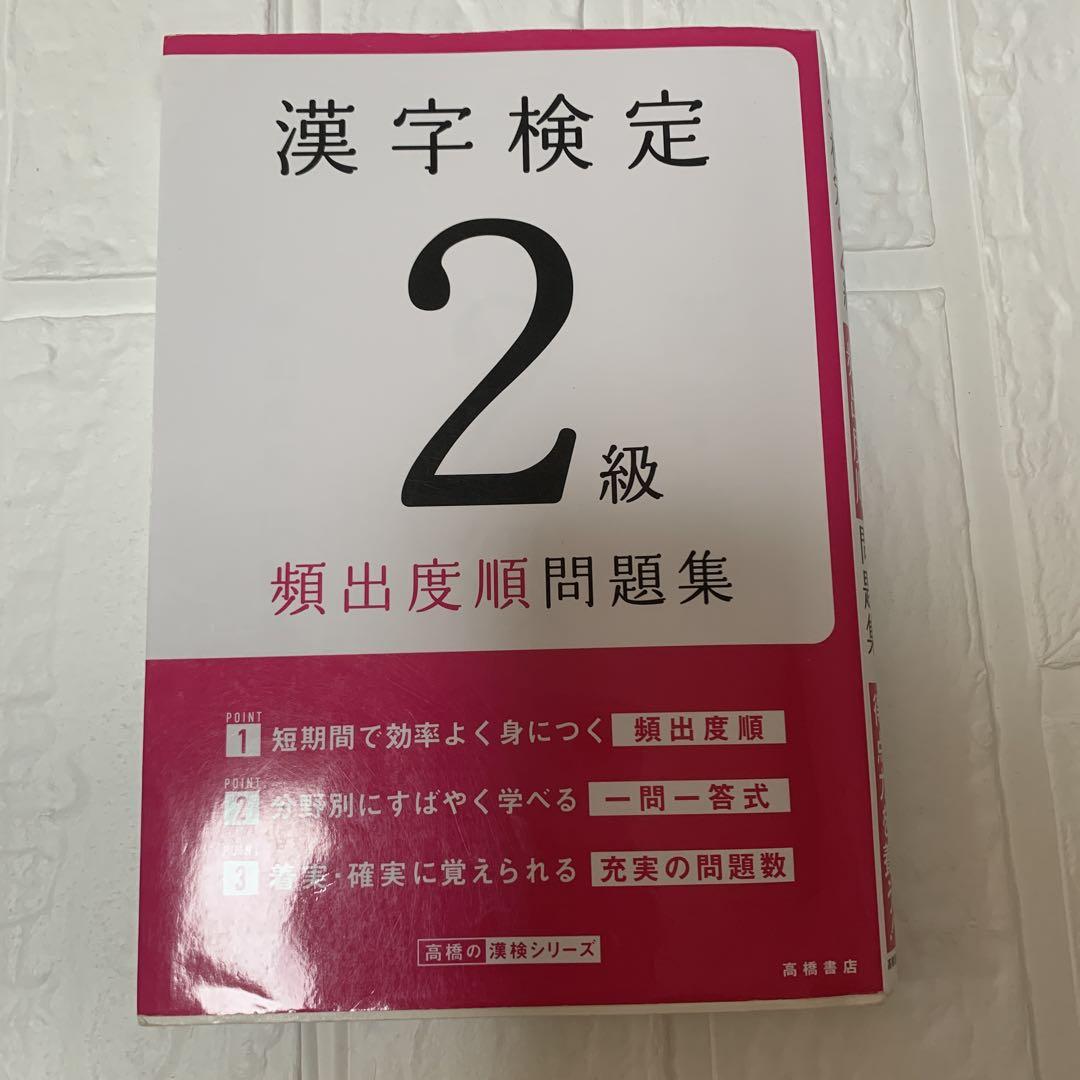 漢字検定
2級
頻出度順問題集
POINT 1 短期間で効率よく身につく 頻出度順
POINT 2 分野別にすばやく学べる 一問一答式
POINT 3 着実・確実に覚えられる 充実の問題数
高橋の漢検シリーズ
高橋書店
問題集